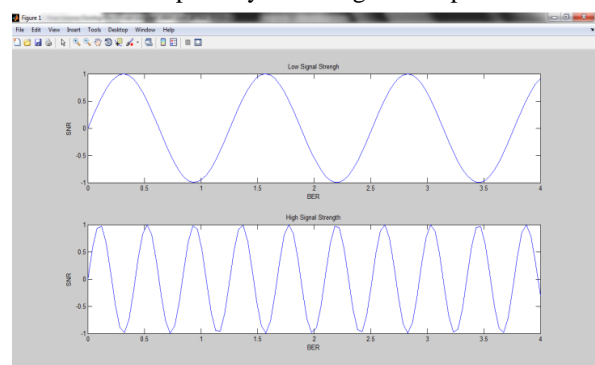 Figure 1
File Edit View Insert Tools Desktop Window Help
Low Signal Strengh
1
0.5
0
-0.5
-1
SNR
0 0.5 1 1.5 2 2.5 3 3.5 4
BER
High Signal Strength
1
0.5
0
-0.5
-1
SNR
0 0.5 1 1.5 2 2.5 3 3.5 4
BER